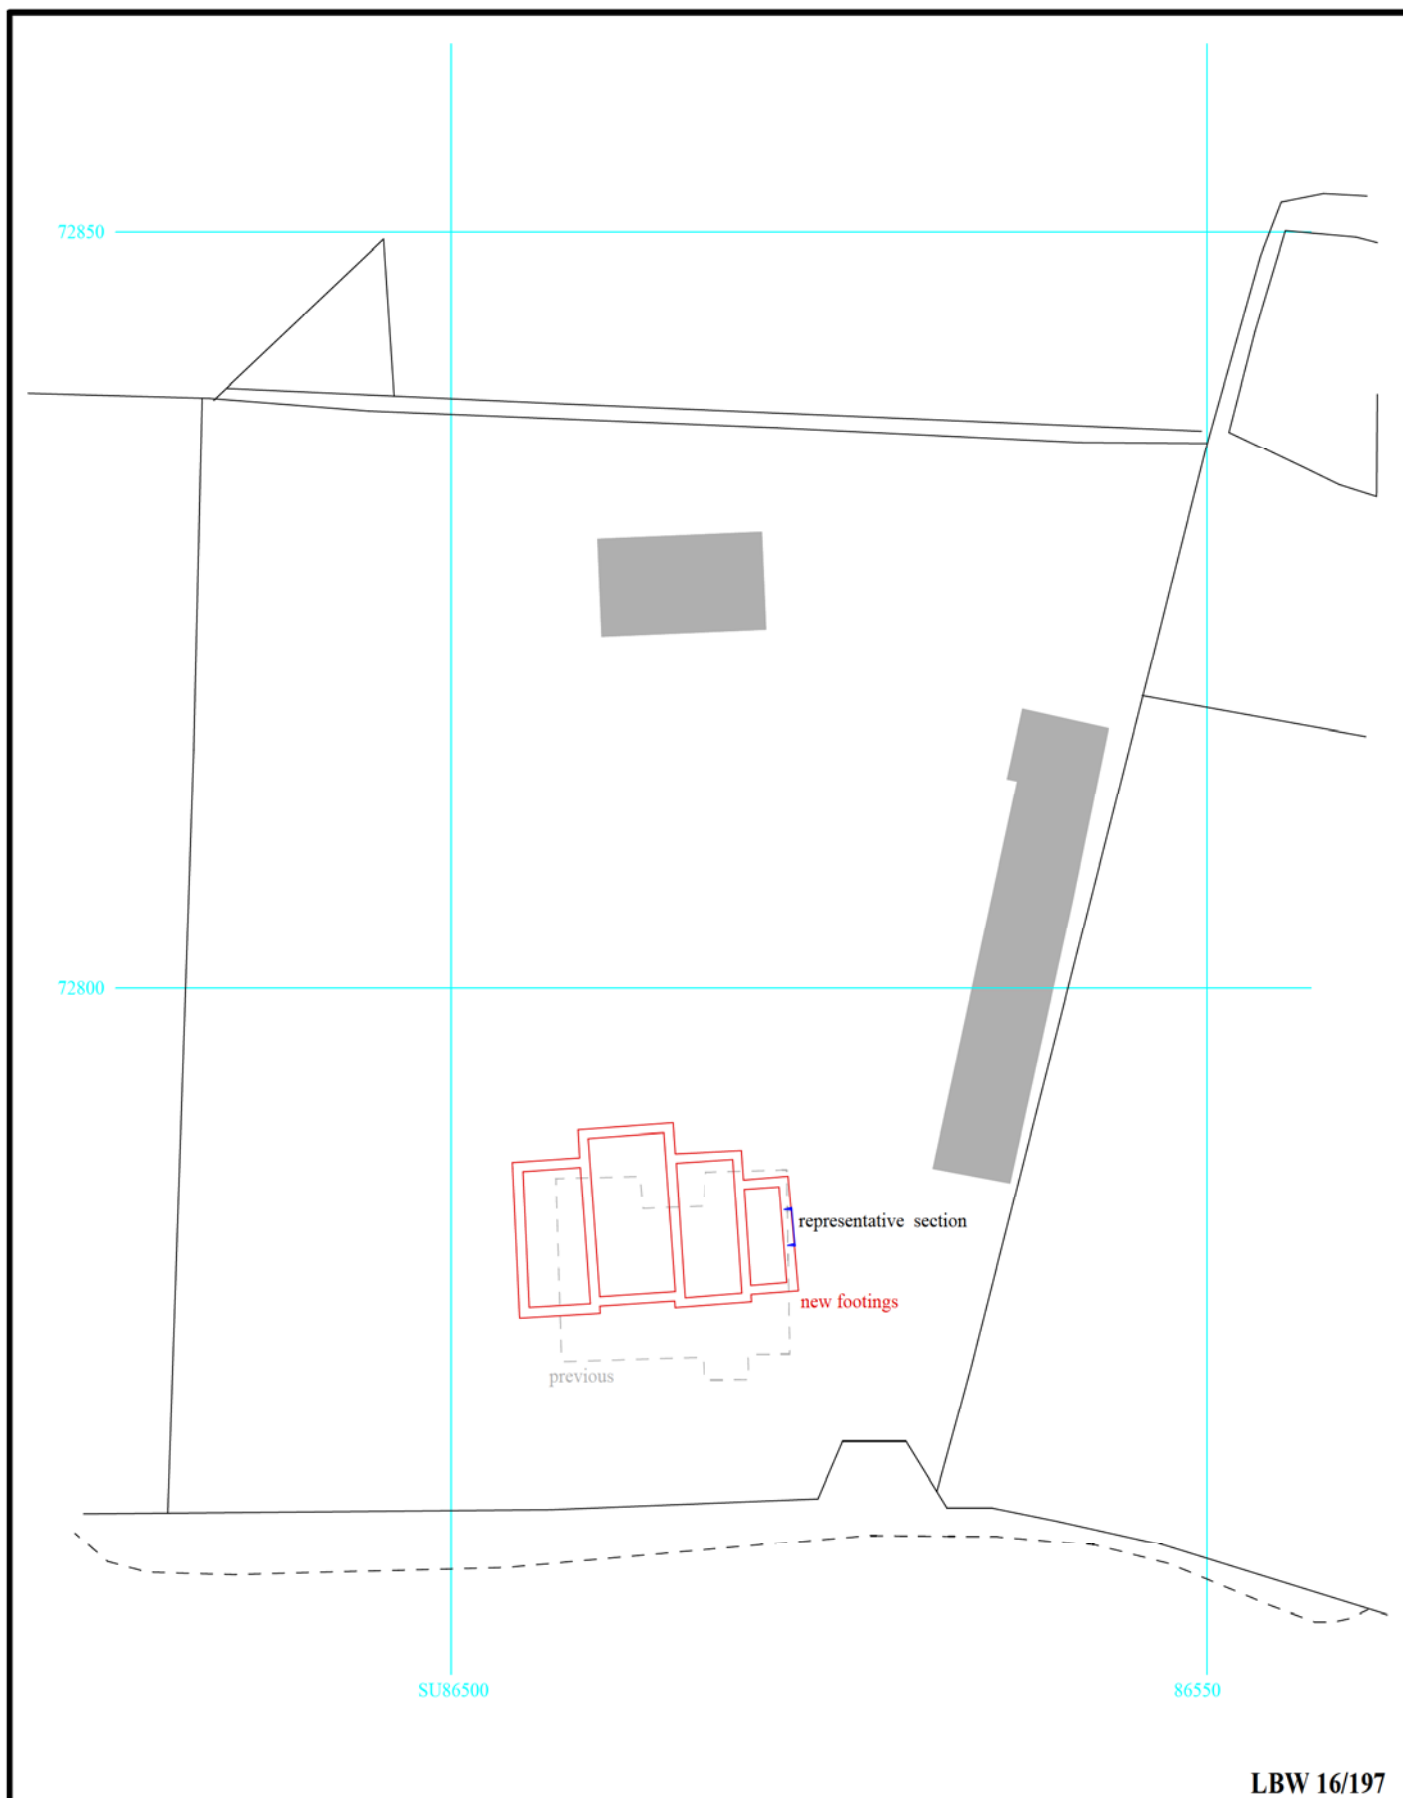 72850
72800
representative section
new footings
previous
SU86500
86550
LBW 16/197